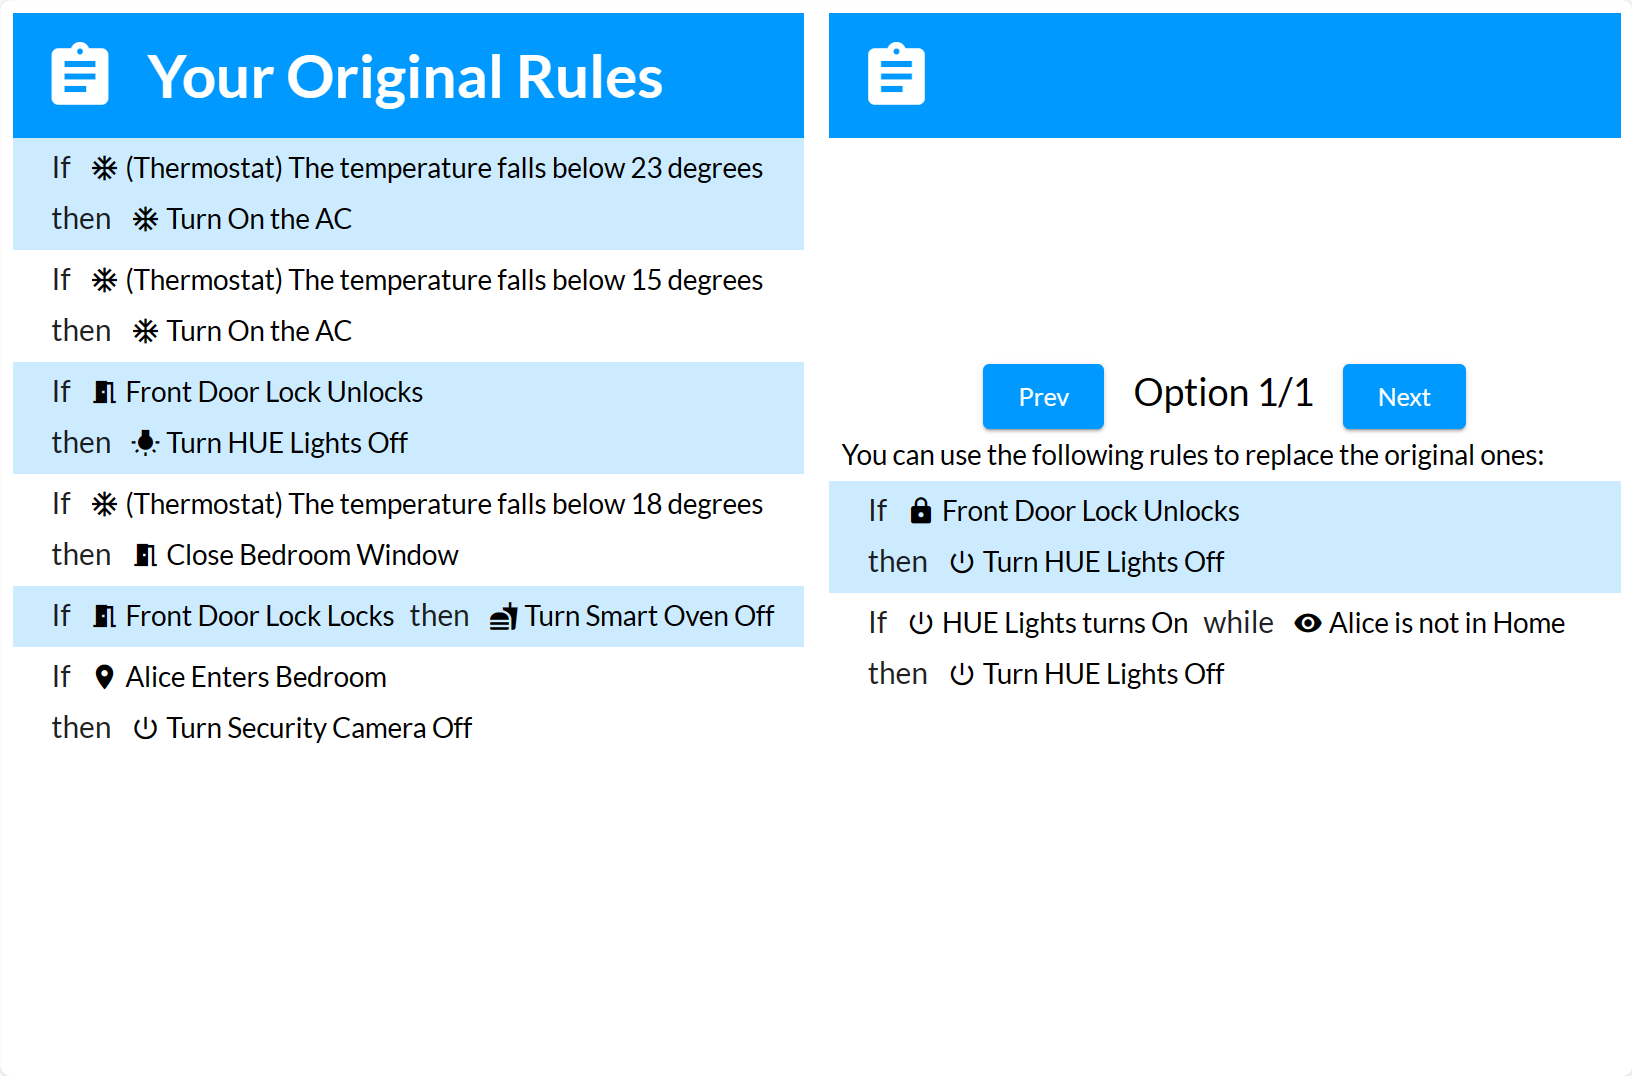 Your Original Rules
If (Thermostat) The temperature falls below 23 degrees
then Turn On the AC
If (Thermostat) The temperature falls below 15 degrees
then Turn On the AC
If Front Door Lock Unlocks
then Turn HUE Lights Off
If (Thermostat) The temperature falls below 18 degrees
then Close Bedroom Window
If Front Door Lock Locks then Turn Smart Oven Off
If Alice Enters Bedroom
then Turn Security Camera Off
Prev Option 1/1 Next
You can use the following rules to replace the original ones:
If Front Door Lock Unlocks
then Turn HUE Lights Off
If HUE Lights turns On while Alice is not in Home
then Turn HUE Lights Off